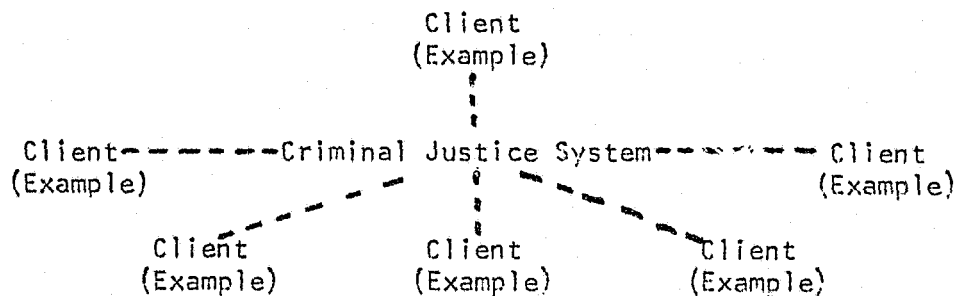 Client
(Example)
Client Criminal Justice System Client
(Example) (Example)
Client Client Client
(Example) (Example) (Example)